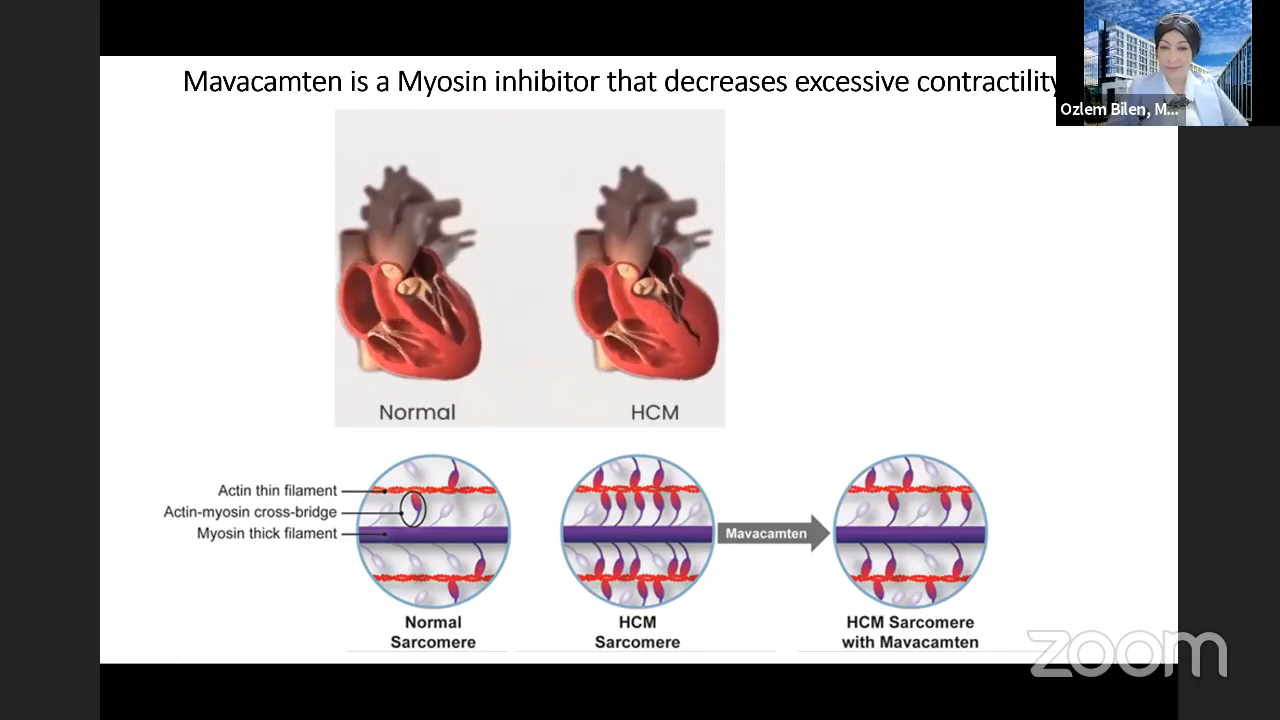 Mavacamten is a Myosin inhibitor that decreases excessive contractility
Ozlem Bilen, M...
Normal
HCM
Actin thin filament
Actin-myosin cross-bridge
Myosin thick filament
Mavacamten
Normal
Sarcomere
HCM
Sarcomere
HCM Sarcomere
with Mavacamten
zoom